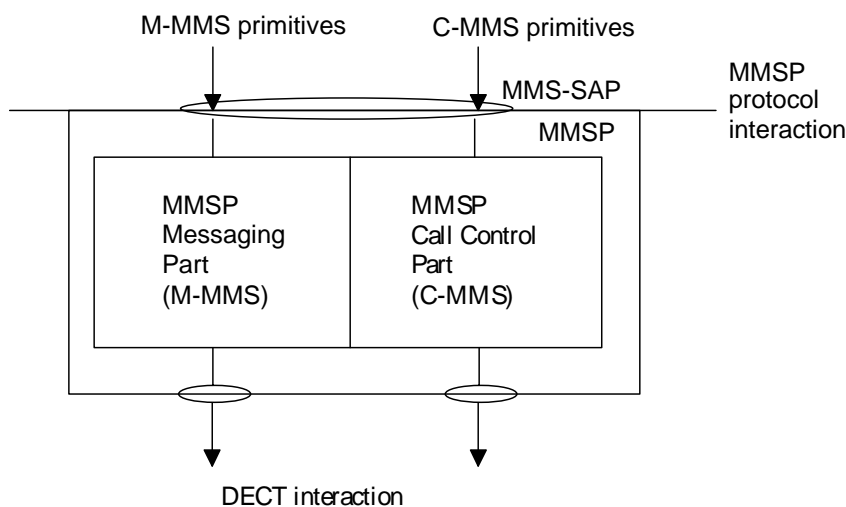 M-MMS primitives
C-MMS primitives
MMS-SAP
MMSP
protocol
interaction
MMSP
MMSP
Messaging
Part
(M-MMS)
MMSP
Call Control
Part
(C-MMS)
DECT interaction